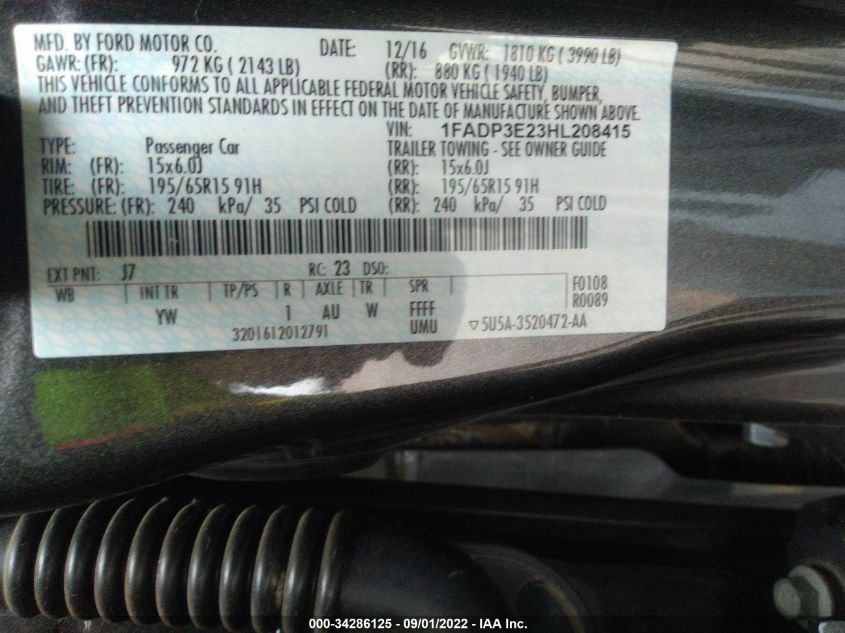 MFD. BY FORD MOTOR CO. DATE: 12/16 GVWR: 1810 KG ( 3990 LB)
GAWR: (FR): 972 KG ( 2143 LB) (RR): 880 KG ( 1940 LB)
THIS VEHICLE CONFORMS TO ALL APPLICABLE FEDERAL MOTOR VEHICLE SAFETY, BUMPER,
AND THEFT PREVENTION STANDARDS IN EFFECT ON THE DATE OF MANUFACTURE SHOWN ABOVE.
VIN: 1FADP3E23HL208415
TYPE: Passenger Car TRAILER TOWING - SEE OWNER GUIDE
RIM: (FR): 15x6.0J (RR): 15x6.0J
TIRE: (FR): 195/65R15 91H (RR): 195/65R15 91H
PRESSURE: (FR): 240 kPa/ 35 PSI COLD (RR): 240 kPa/ 35 PSI COLD
EXT PNT: J7 RC: 23 DSO:
WB INT TR TP/PS R AXLE TR SPR F0108
R0089
YW 1 AU W FFFF
UMU
3201612012791 ▽5U5A-3520472-AA
000-34286125 - 09/01/2022 - IAA Inc.